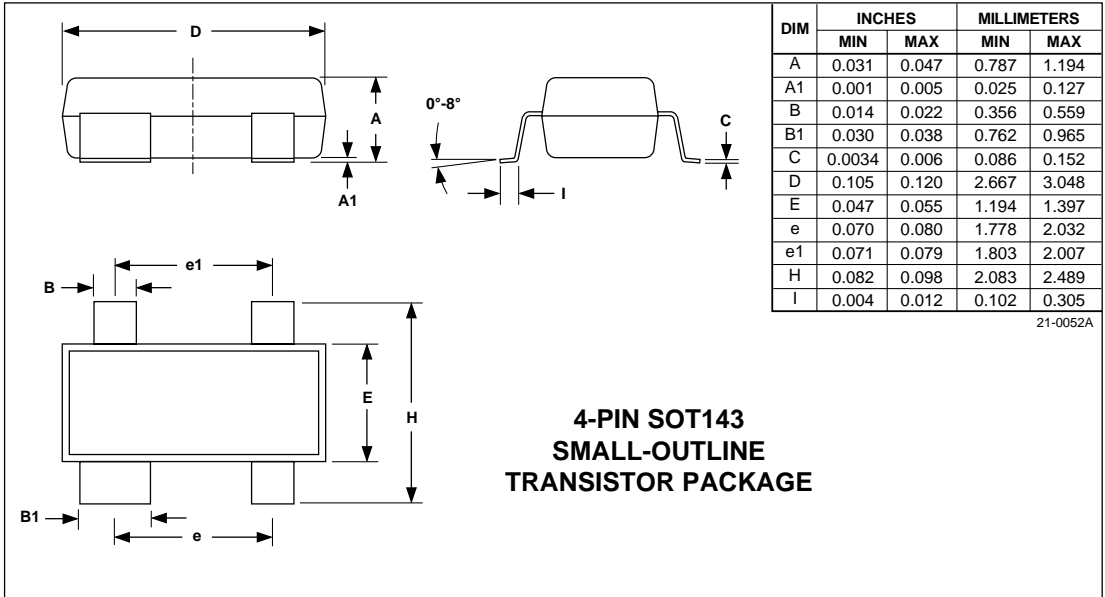 D
A
A1
0°-8°
C
I
DIM INCHES MILLIMETERS
MIN MAX MIN MAX
A 0.031 0.047 0.787 1.194
A1 0.001 0.005 0.025 0.127
B 0.014 0.022 0.356 0.559
B1 0.030 0.038 0.762 0.965
C 0.0034 0.006 0.086 0.152
D 0.105 0.120 2.667 3.048
E 0.047 0.055 1.194 1.397
e 0.070 0.080 1.778 2.032
e1 0.071 0.079 1.803 2.007
H 0.082 0.098 2.083 2.489
I 0.004 0.012 0.102 0.305
21-0052A
e1
B
E
H
B1
e
4-PIN SOT143
SMALL-OUTLINE
TRANSISTOR PACKAGE